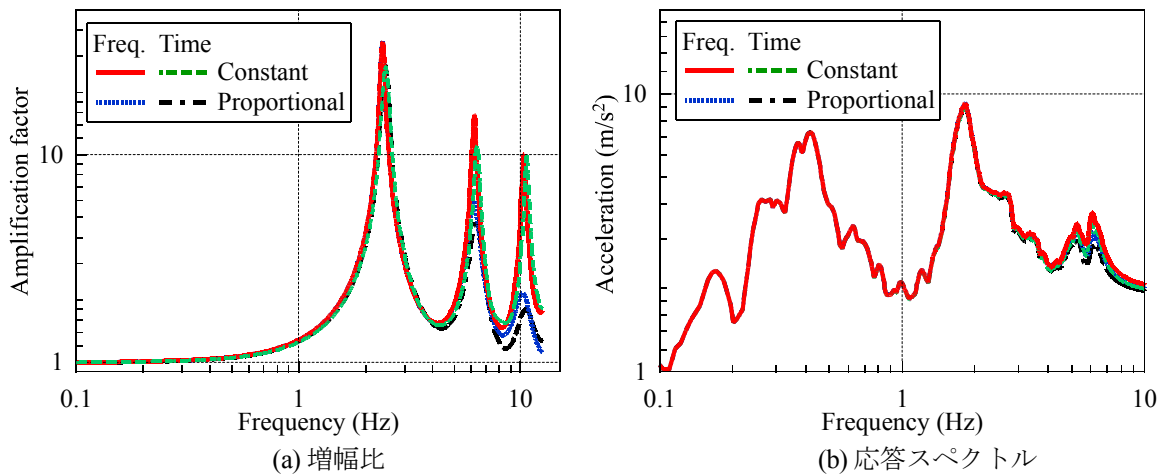 Freq. Time
Constant
Proportional
Amplification factor
10
1
0.1
1
10
Frequency (Hz)
(a) 増幅比
Freq. Time
Constant
Proportional
Acceleration (m/s²)
10
1
0.1
1
10
Frequency (Hz)
(b) 応答スペクトル